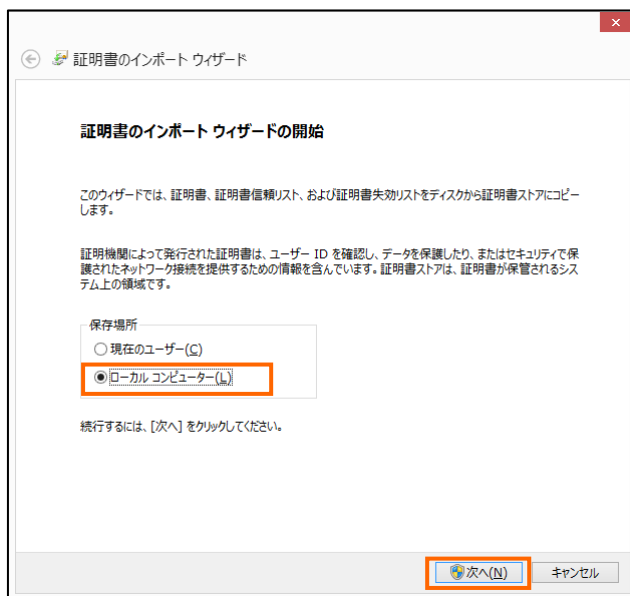 証明書のインポート ウィザード
証明書のインポート ウィザードの開始
このウィザードでは、証明書、証明書信頼リスト、および証明書失効リストをディスクから証明書ストアにコピー
します。
証明機関によって発行された証明書は、ユーザー ID を確認し、データを保護したり、またはセキュリティで保
護されたネットワーク接続を提供するための情報を含んでいます。証明書ストアは、証明書が保管されるシス
テム上の領域です。
保存場所
現在のユーザー(C)
ローカル コンピューター(L)
続行するには、[次へ] をクリックしてください。
次へ(N)
キャンセル